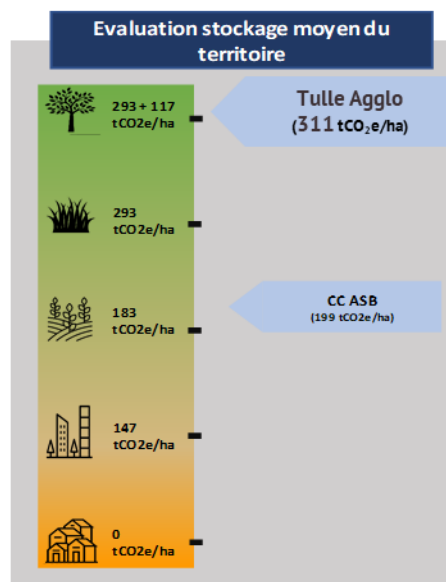 Evaluation stockage moyen du
territoire
293 + 117
tCO2e/ha
Tulle Agglo
(311 tCO₂e/ha)
293
tCO2e/ha
183
tCO2e/ha
CC ASB
(199 tCO2e/ha)
147
tCO2e/ha
0
tCO2e/ha